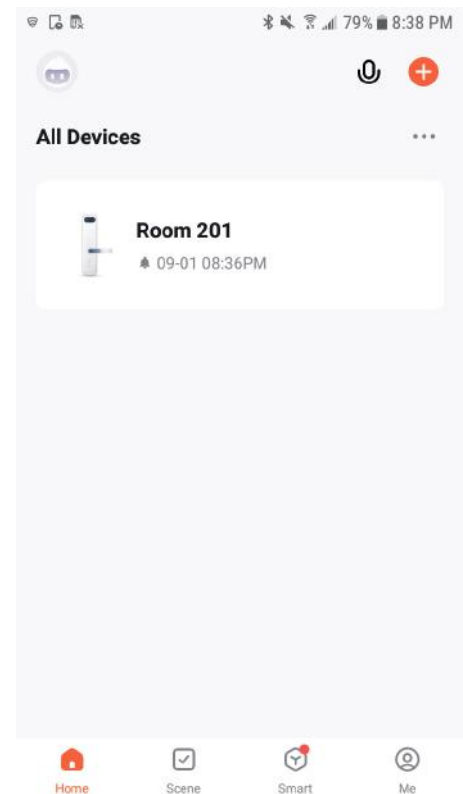 79% 8:38 PM
All Devices
Room 201
09-01 08:36PM
Home Scene Smart Me